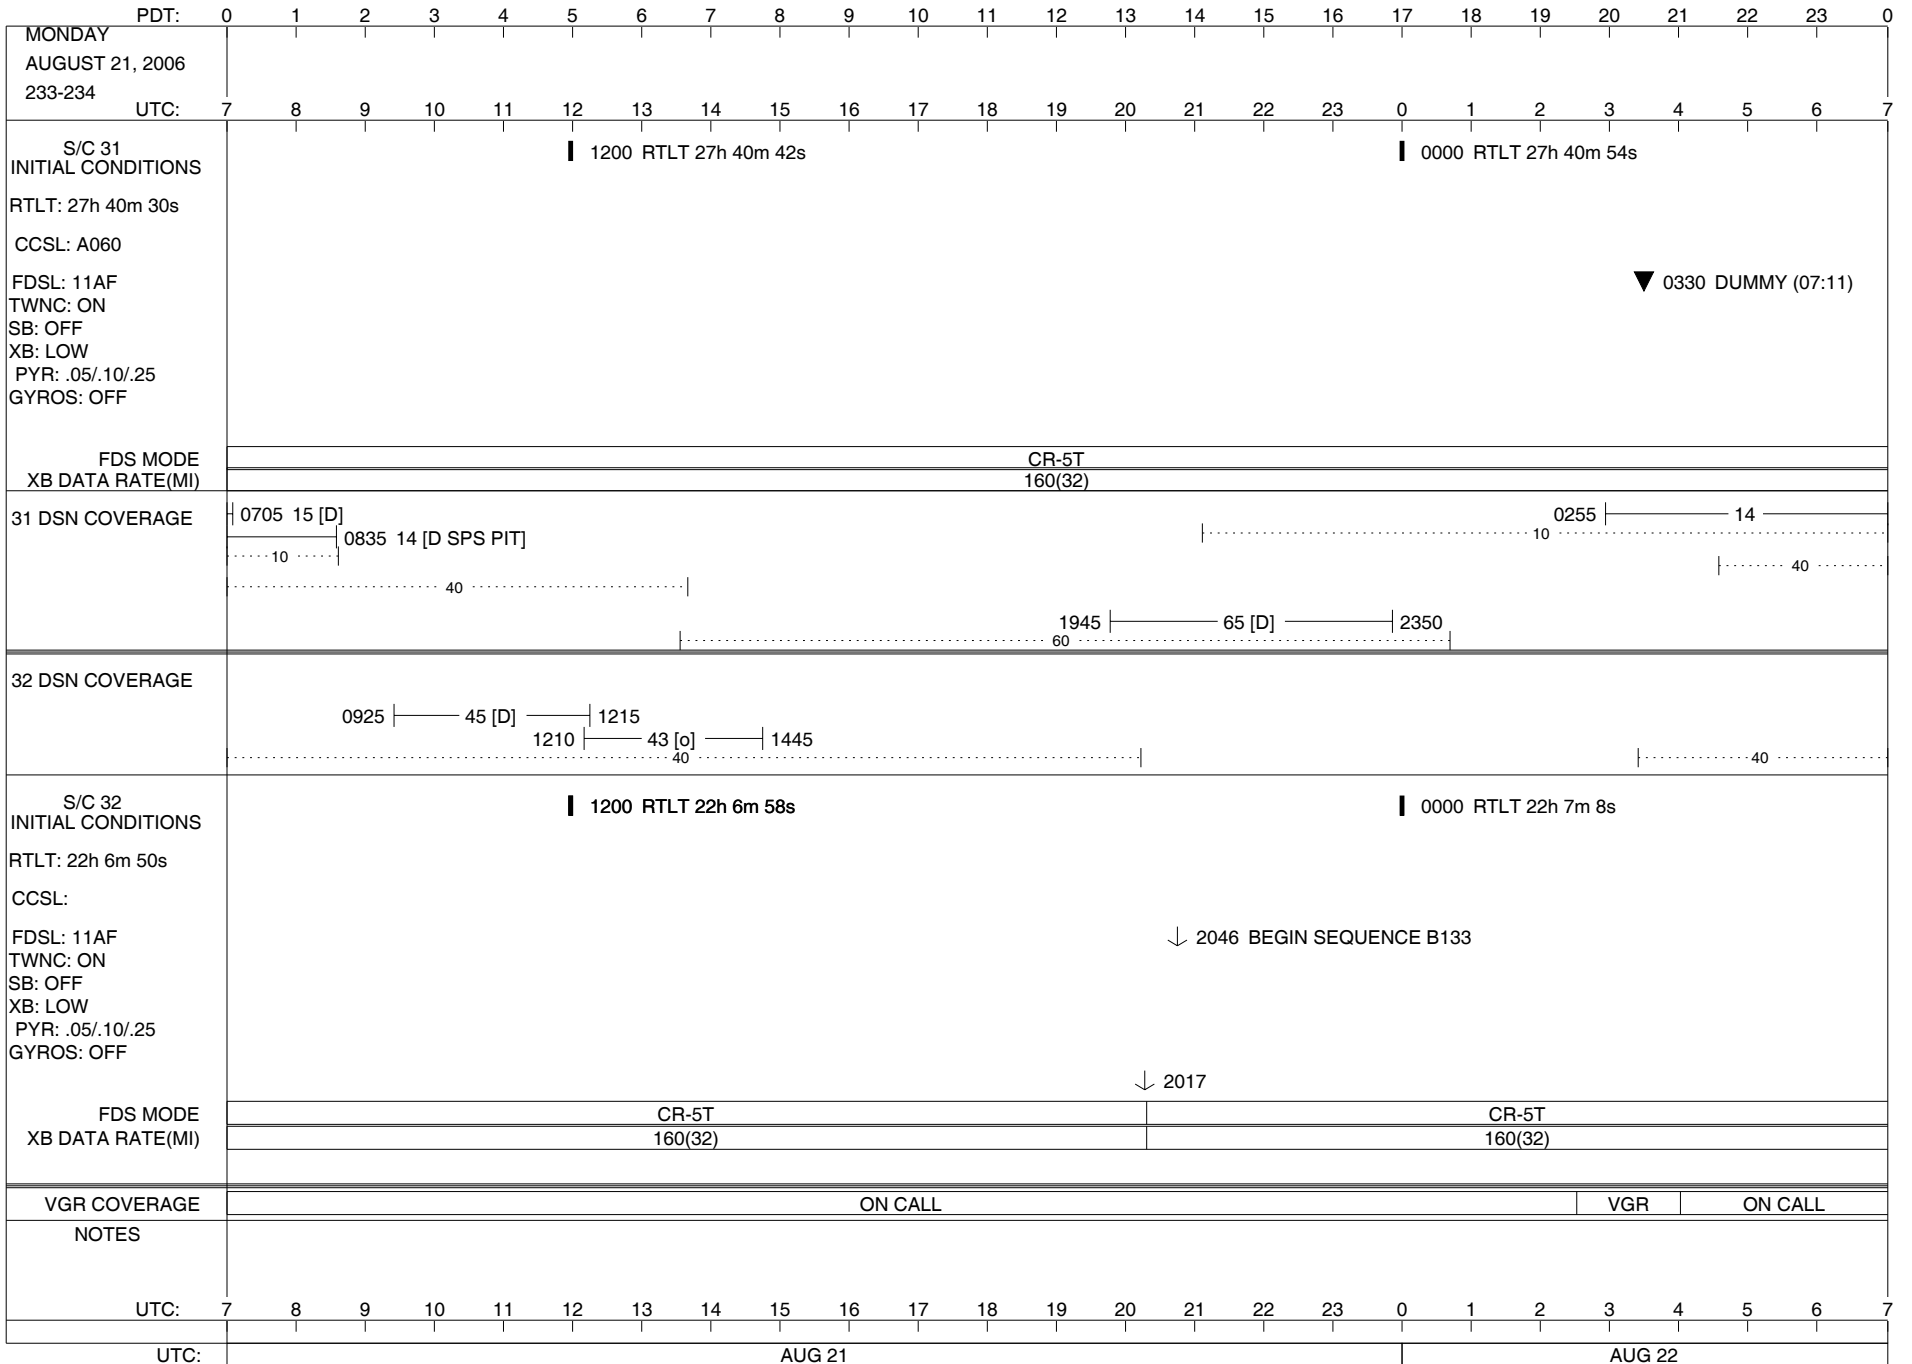 PDT: 0 1 2 3 4 5 6 7 8 9 10 11 12 13 14 15 16 17 18 19 20 21 22 23 0
MONDAY
AUGUST 21, 2006
233-234
UTC: 7 8 9 10 11 12 13 14 15 16 17 18 19 20 21 22 23 0 1 2 3 4 5 6 7
S/C 31
INITIAL CONDITIONS
1200 RTLT 27h 40m 42s
0000 RTLT 27h 40m 54s
RTLT: 27h 40m 30s
CCSL: A060
FDSL: 11AF
0330 DUMMY (07:11)
TWNC: ON
SB: OFF
XB: LOW
PYR: .05/.10/.25
GYROS: OFF
FDS MODE CR-5T
XB DATA RATE(MI) 160(32)
31 DSN COVERAGE
0705 15 [D]
0255 14
0835 14 [D SPS PIT]
10
10
40
40
1945 65 [D] 2350
60
32 DSN COVERAGE
0925 45 [D] 1215
1210 43 [o] 1445
40
40
S/C 32
INITIAL CONDITIONS
1200 RTLT 22h 6m 58s
0000 RTLT 22h 7m 8s
RTLT: 22h 6m 50s
CCSL:
FDSL: 11AF
2046 BEGIN SEQUENCE B133
TWNC: ON
SB: OFF
XB: LOW
PYR: .05/.10/.25
GYROS: OFF
2017
FDS MODE CR-5T CR-5T
XB DATA RATE(MI) 160(32) 160(32)
VGR COVERAGE ON CALL VGR ON CALL
NOTES
UTC: 7 8 9 10 11 12 13 14 15 16 17 18 19 20 21 22 23 0 1 2 3 4 5 6 7
UTC: AUG 21 AUG 22